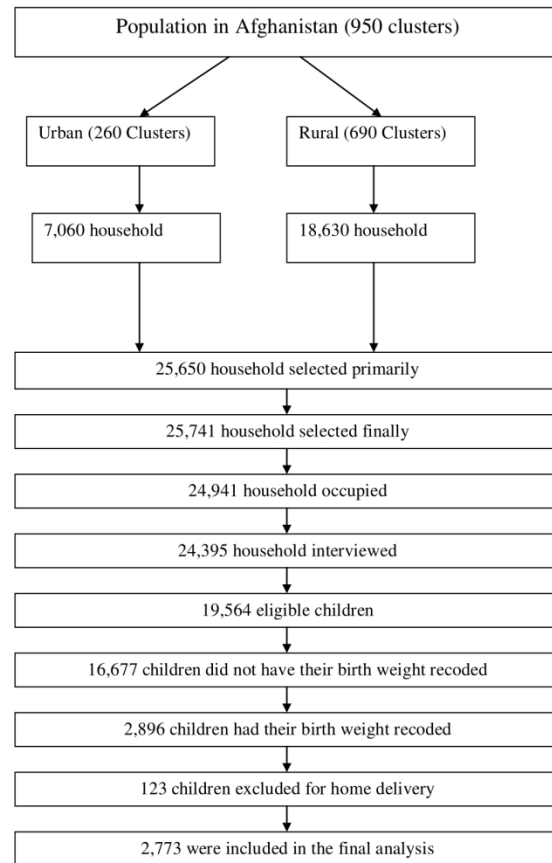 Population in Afghanistan (950 clusters)
Urban (260 Clusters)
Rural (690 Clusters)
7,060 household
18,630 household
25,650 household selected primarily
25,741 household selected finally
24,941 household occupied
24,395 household interviewed
19,564 eligible children
16,677 children did not have their birth weight recoded
2,896 children had their birth weight recoded
123 children excluded for home delivery
2,773 were included in the final analysis